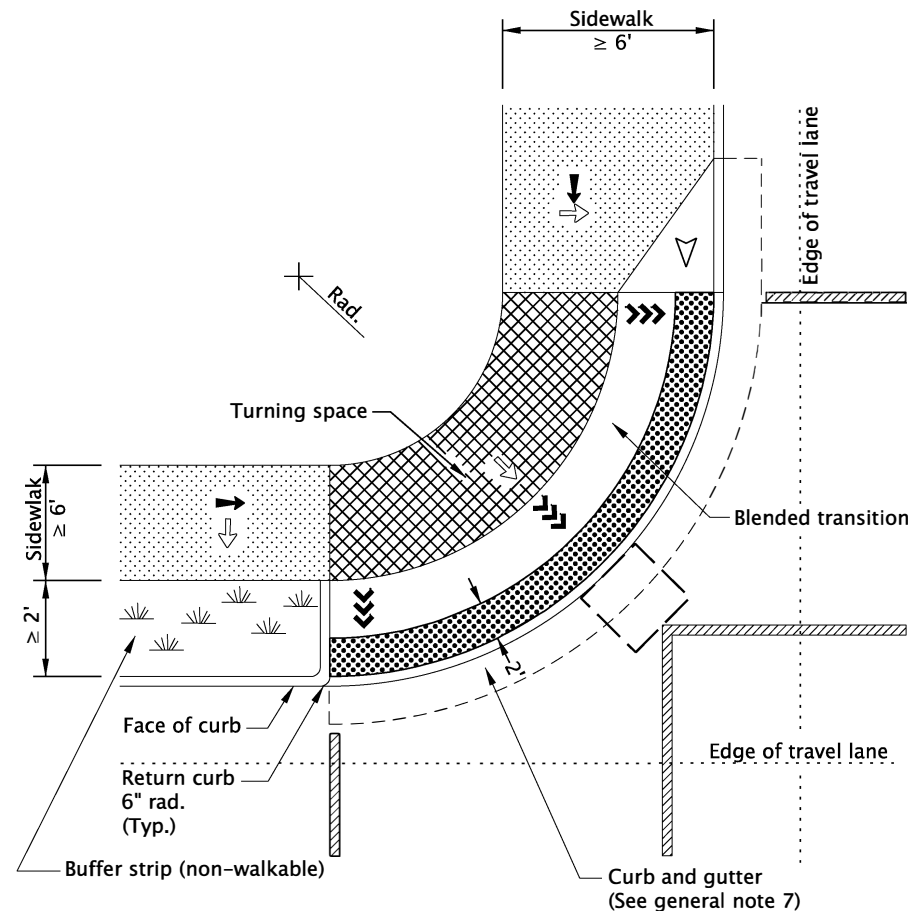 Sidewalk
≥ 6'
Edge of travel lane
Rad.
Turning space
Sidewlak
≥ 6'
Blended transition
≥ 2'
2'
Face of curb
Edge of travel lane
Return curb
6" rad.
(Typ.)
Buffer strip (non-walkable)
Curb and gutter
(See general note 7)